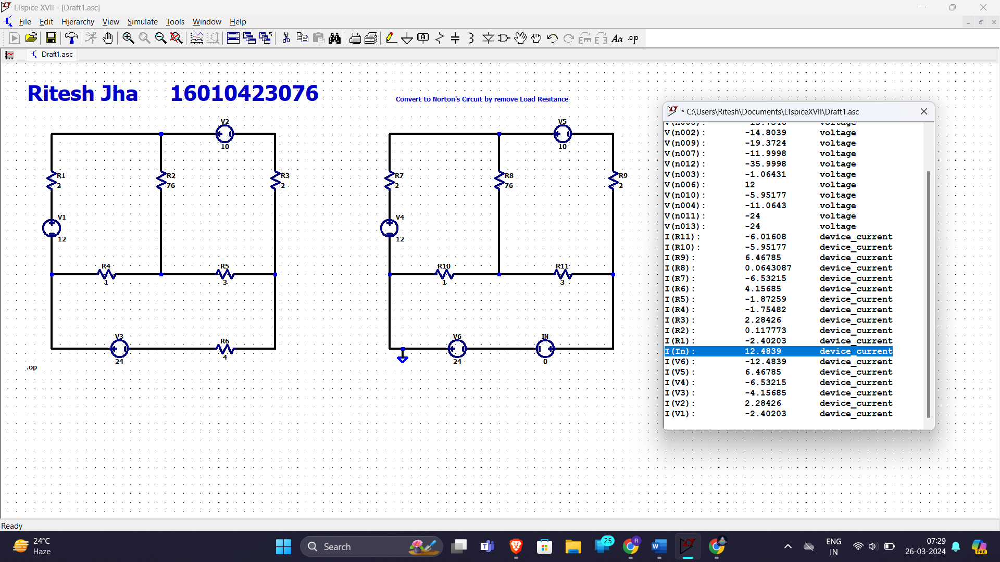 LTspice XVII - [Draft1.asc]
File Edit Hierarchy View Simulate Tools Window Help
.op
Draft1.asc
Ritesh Jha 16010423076
Convert to Norton's Circuit by remove Load Resitance
V2
10
R1
2
R2
76
R3
2
V1
12
R4
1
R5
3
V3
24
R6
4
.op
V5
10
R7
2
R8
76
R9
2
V4
12
R10
1
R11
3
V6
24
IN
0
* C:\Users\Ritesh\Documents\LTspiceXVII\Draft1.asc
V(n002): -14.8039 voltage
V(n009): -19.3724 voltage
V(n007): -11.9998 voltage
V(n012): -35.9998 voltage
V(n003): -1.06431 voltage
V(n006): 12 voltage
V(n010): -5.95177 voltage
V(n004): -11.0643 voltage
V(n011): -24 voltage
V(n013): -24 voltage
I(R11): -6.01608 device_current
I(R10): -5.95177 device_current
I(R9): 6.46785 device_current
I(R8): 0.0643087 device_current
I(R7): -6.53215 device_current
I(R6): 4.15685 device_current
I(R5): -1.87259 device_current
I(R4): -1.75482 device_current
I(R3): 2.28426 device_current
I(R2): 0.117773 device_current
I(R1): -2.40203 device_current
I(In): 12.4839 device_current
I(V6): -12.4839 device_current
I(V5): 6.46785 device_current
I(V4): -6.53215 device_current
I(V3): -4.15685 device_current
I(V2): 2.28426 device_current
I(V1): -2.40203 device_current
Ready
24°C
Haze
Search
25
ENG
IN
07:29
26-03-2024
PRE